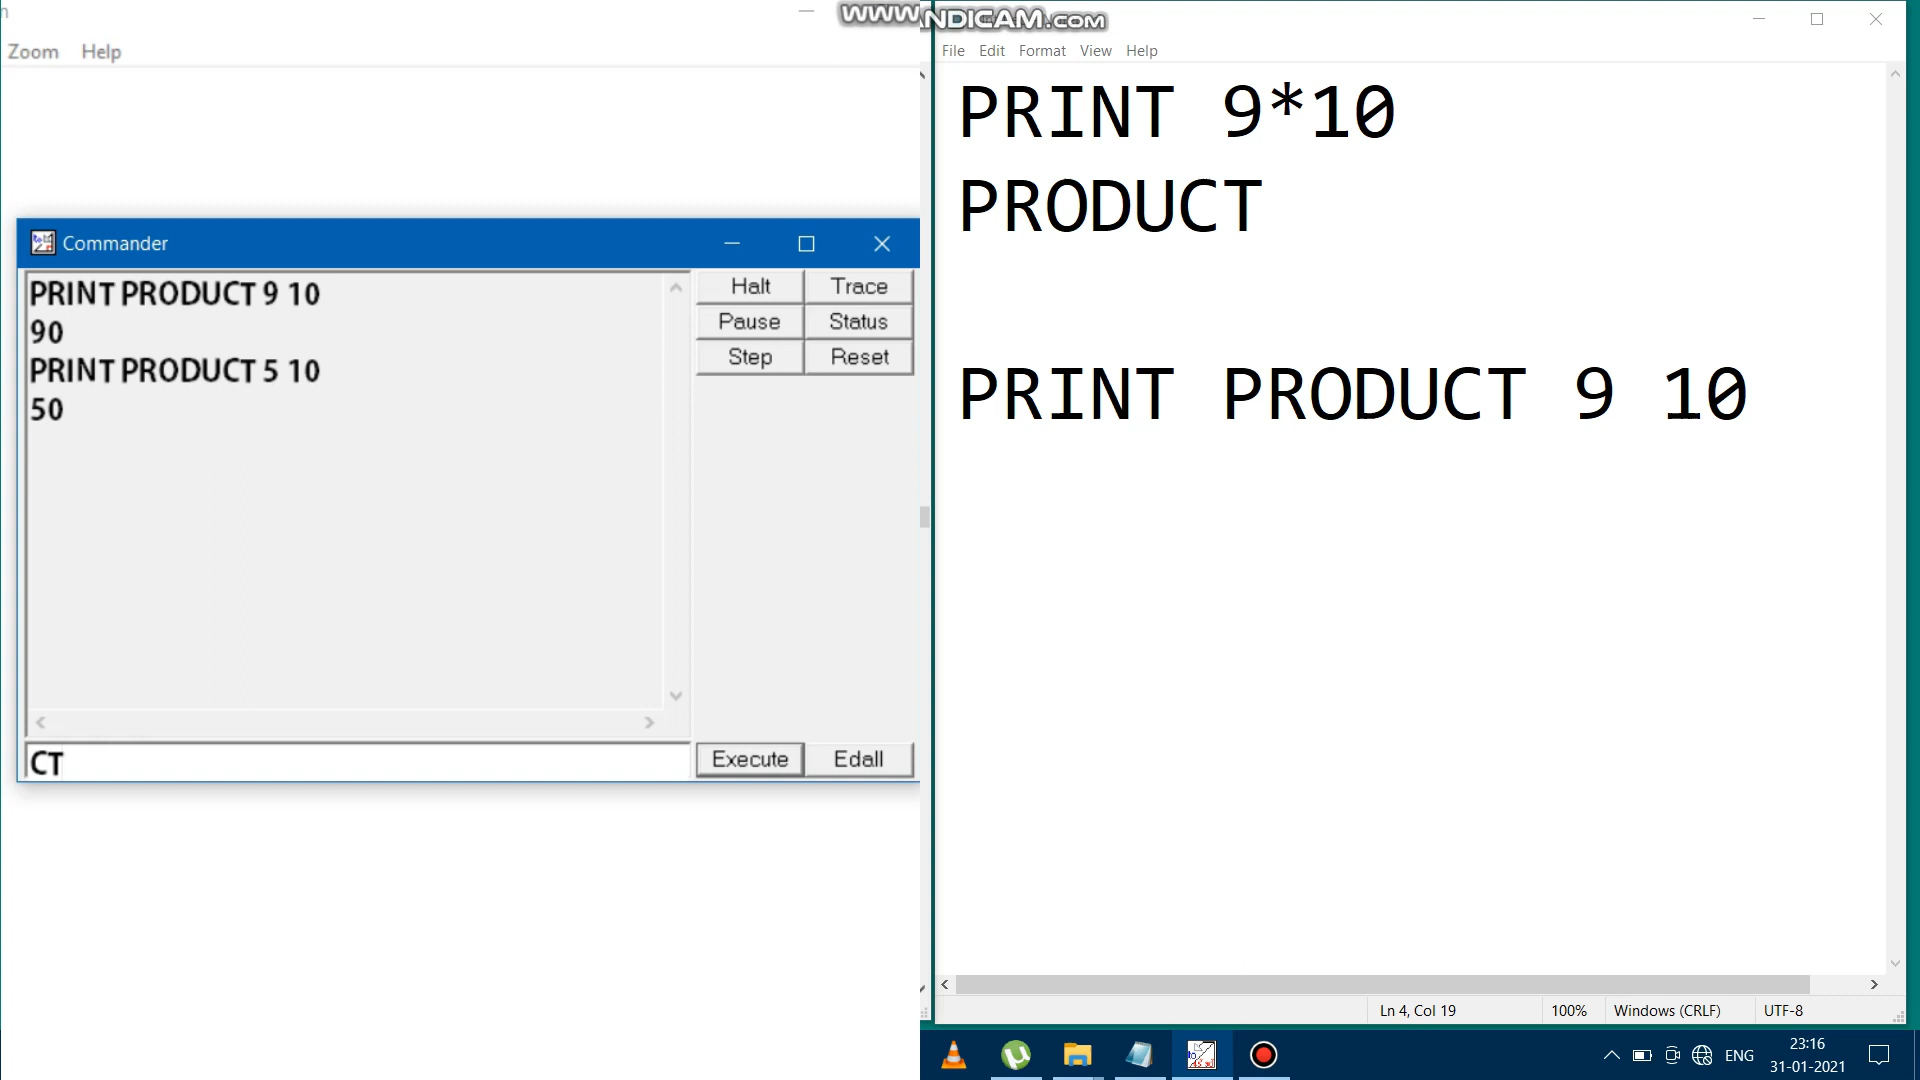 WWW
NDICAM.COM
Zoom Help
Commander
PRINT PRODUCT 9 10
90
PRINT PRODUCT 5 10
50
Halt Trace
Pause Status
Step Reset
CT
Execute Edall
File Edit Format View Help
PRINT 9*10
PRODUCT
PRINT PRODUCT 9 10
Ln 4, Col 19 100% Windows (CRLF) UTF-8
ENG
23:16
31-01-2021